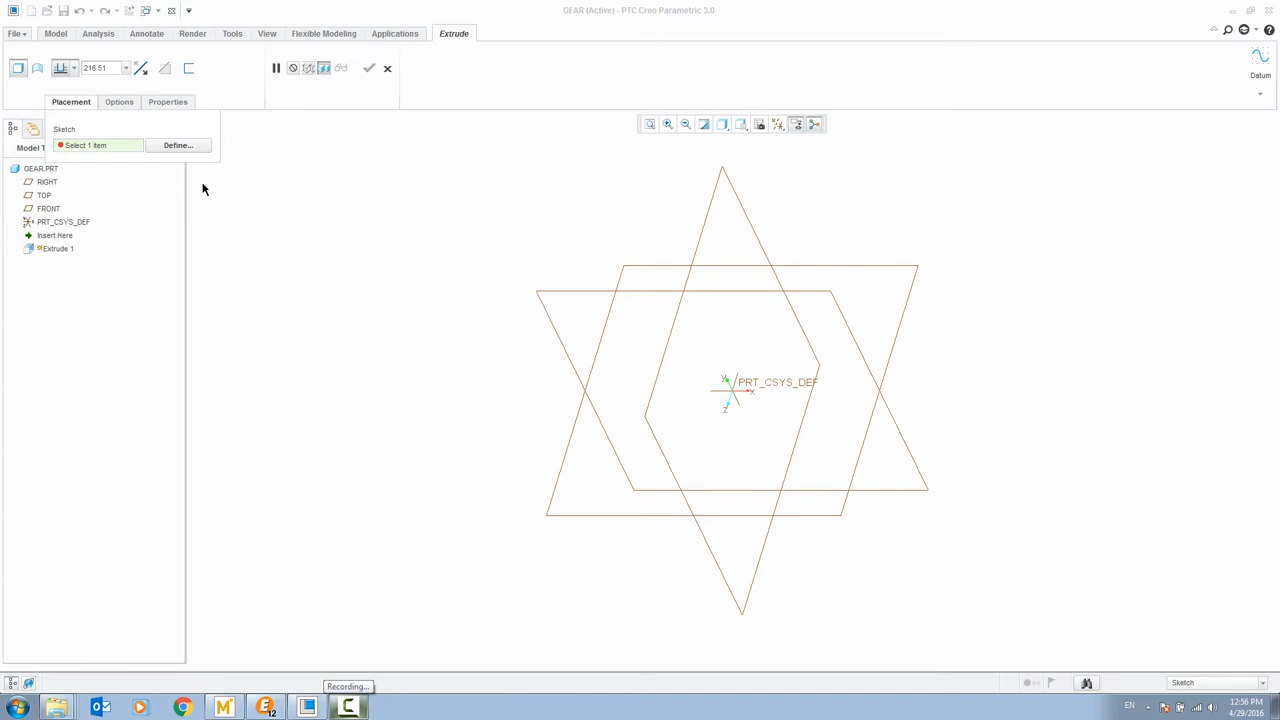 GEAR (Active) - PTC Creo Parametric 3.0
File
Model
Analysis
Annotate
Render
Tools
View
Flexible Modeling
Applications
Extrude
216.51
Datum
Placement
Options
Properties
Sketch
Select 1 item
Define...
Model T
GEAR.PRT
RIGHT
TOP
FRONT
PRT_CSYS_DEF
Insert Here
Extrude 1
Y
PRT_CSYS_DEF
X
Z
Recording...
Sketch
12
EN
12:56 PM
4/29/2016